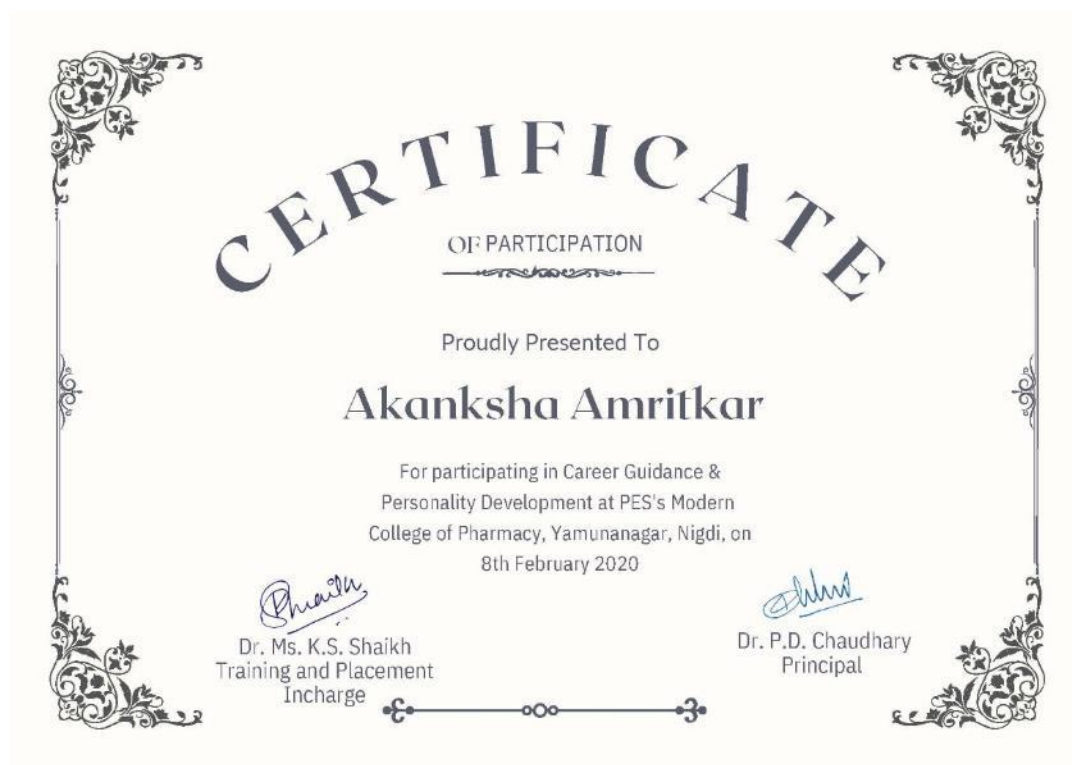 CERTIFICATE
OF PARTICIPATION
Proudly Presented To
Akanksha Amritkar
For participating in Career Guidance &
Personality Development at PES's Modern
College of Pharmacy, Yamunanagar, Nigdi, on
8th February 2020
Shaikh
Dr. Ms. K.S. Shaikh
Training and Placement
Incharge
Dr. P.D. Chaudhary
Principal